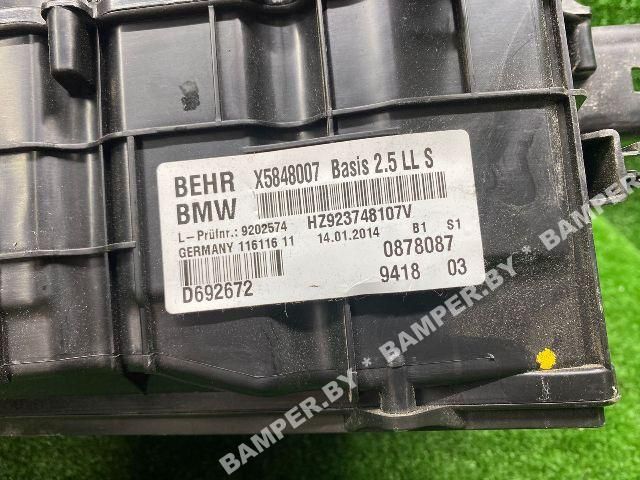 BEHR X5848007 Basis 2.5 LL S
BMW
L-Prüfnr.: 9202574 HZ923748107V
GERMANY 116116 11 14.01.2014 B1 S1
0878087
D692672 9418 03
BAMPER.BY * BAMPER.BY * BAMPER.BY
BAMPER.BY